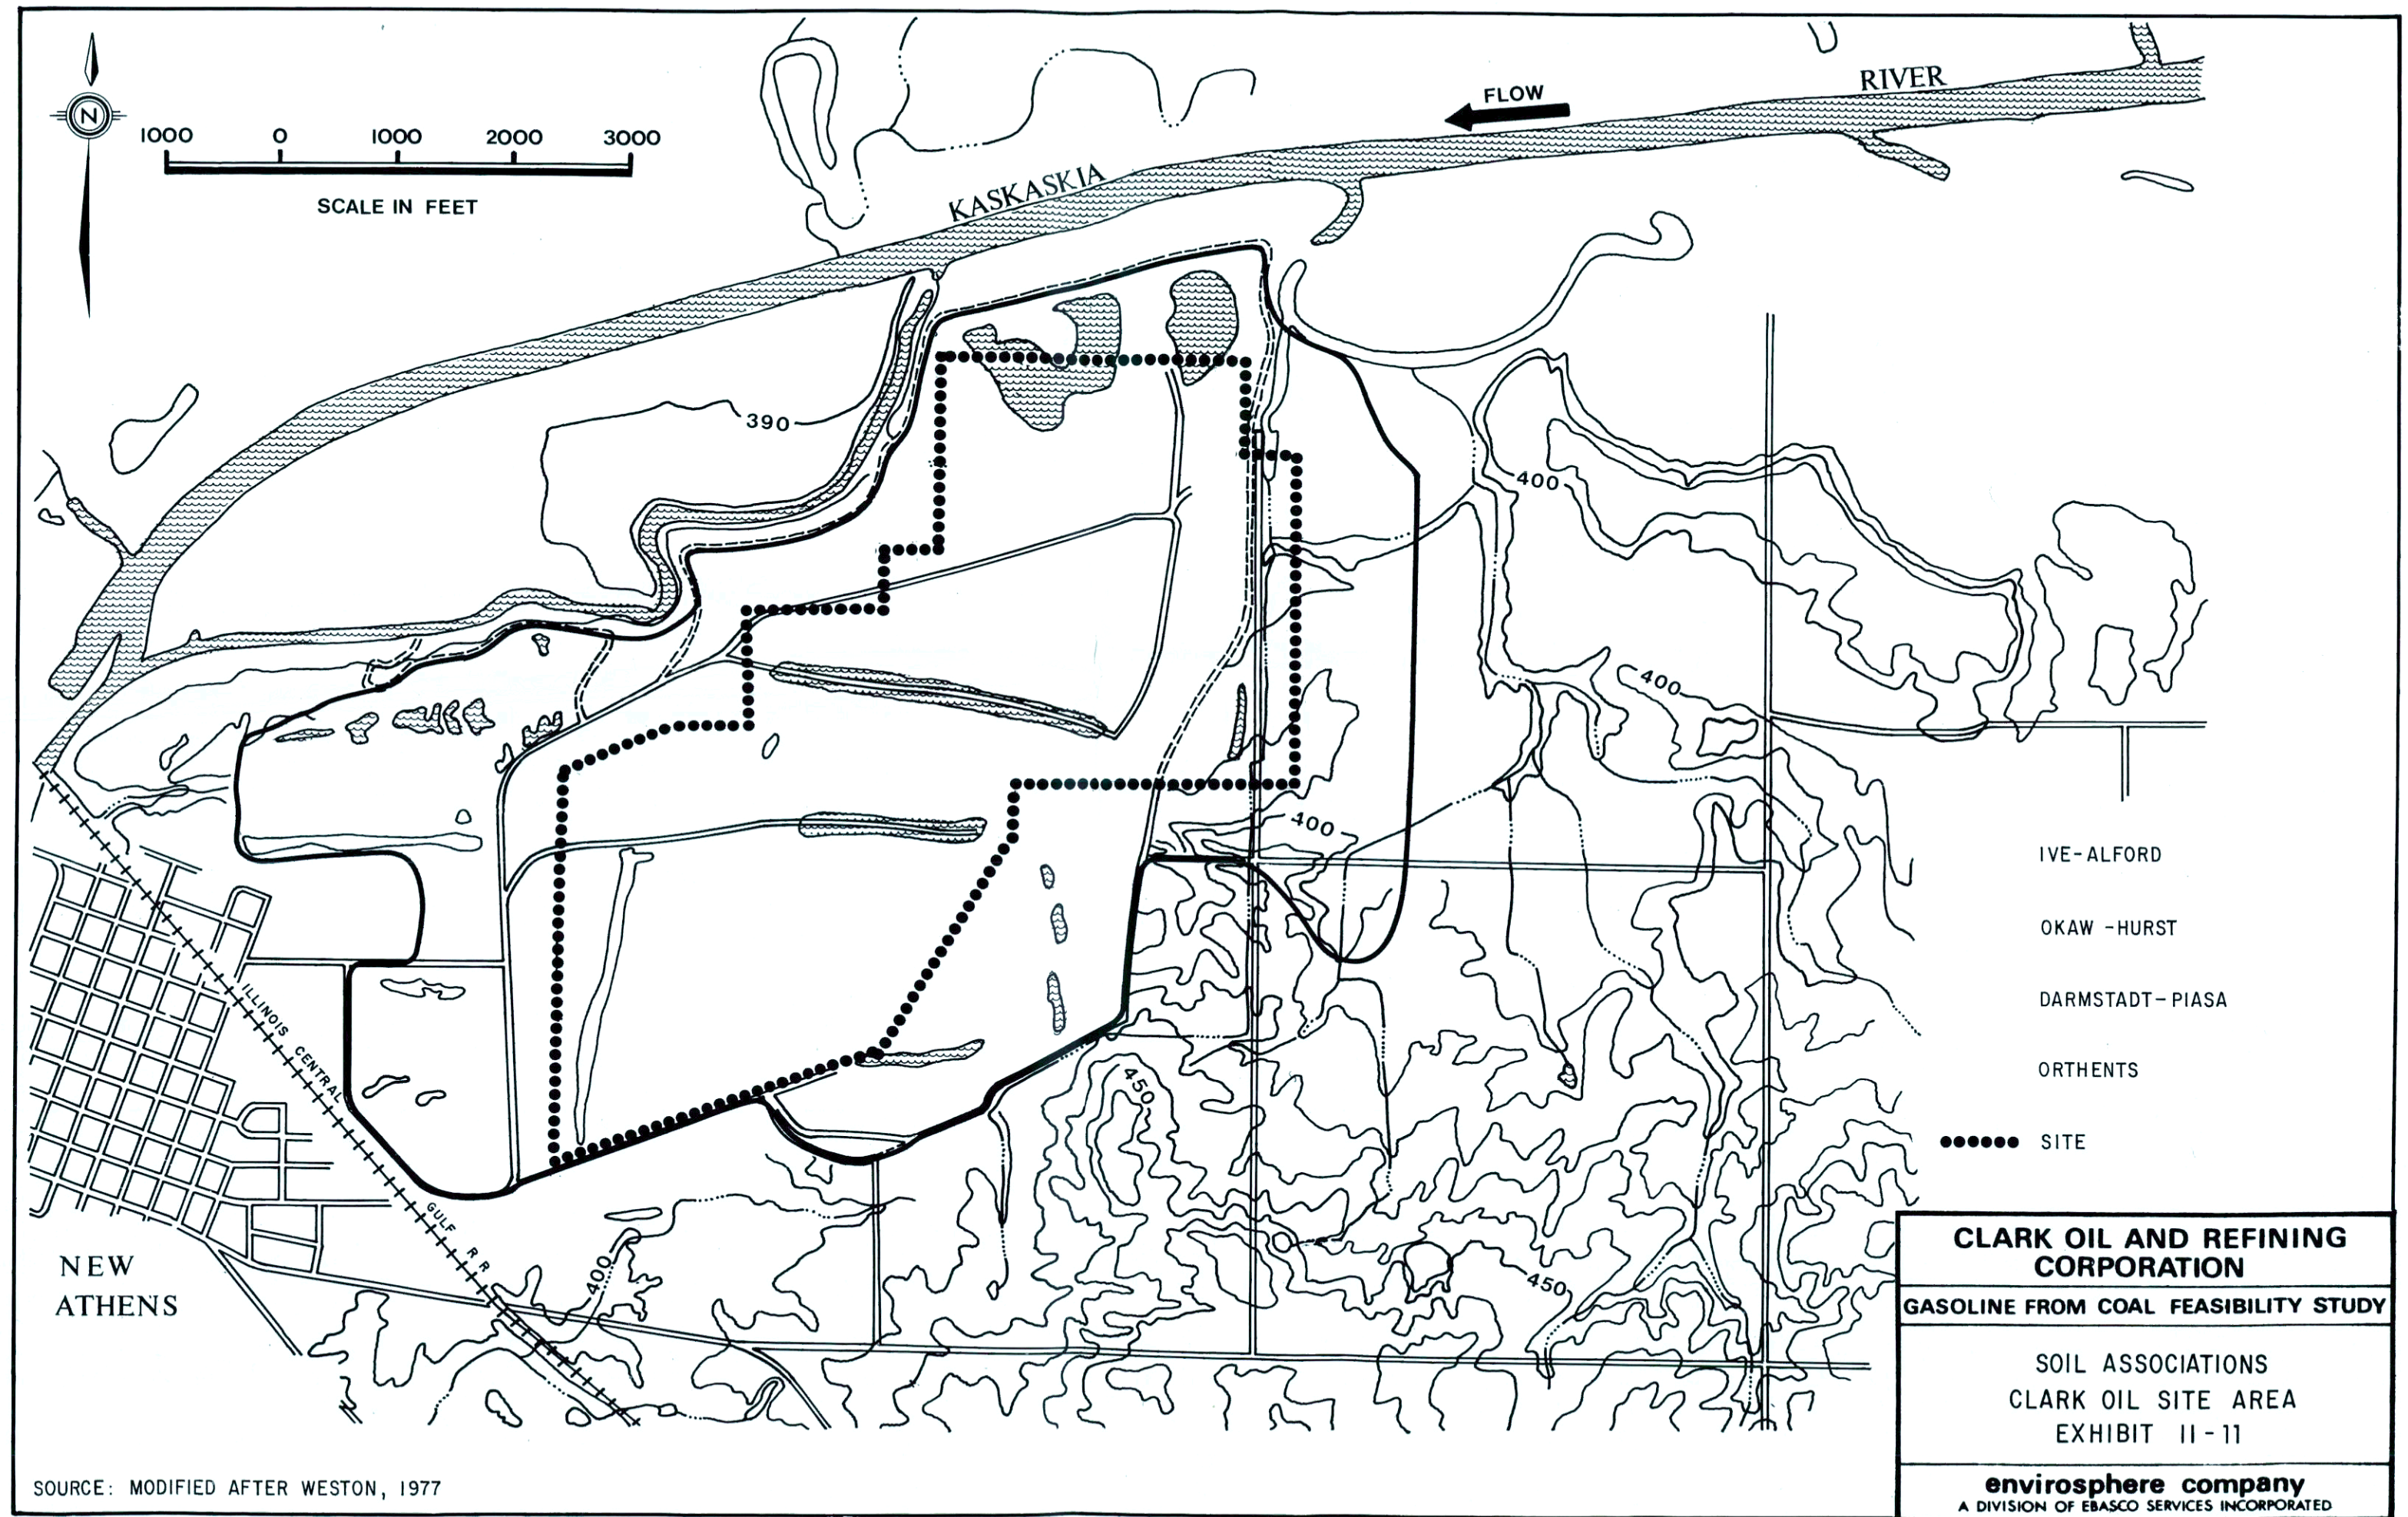 N
1000 0 1000 2000 3000
SCALE IN FEET
FLOW
RIVER
KASKASKIA
390
400
400
400
ILLINOIS CENTRAL GULF R R
450
450
400
NEW
ATHENS
IVE-ALFORD
OKAW -HURST
DARMSTADT-PIASA
ORTHENTS
SITE
CLARK OIL AND REFINING
CORPORATION
GASOLINE FROM COAL FEASIBILITY STUDY
SOIL ASSOCIATIONS
CLARK OIL SITE AREA
EXHIBIT II-11
envirosphere company
A DIVISION OF EBASCO SERVICES INCORPORATED
SOURCE: MODIFIED AFTER WESTON, 1977